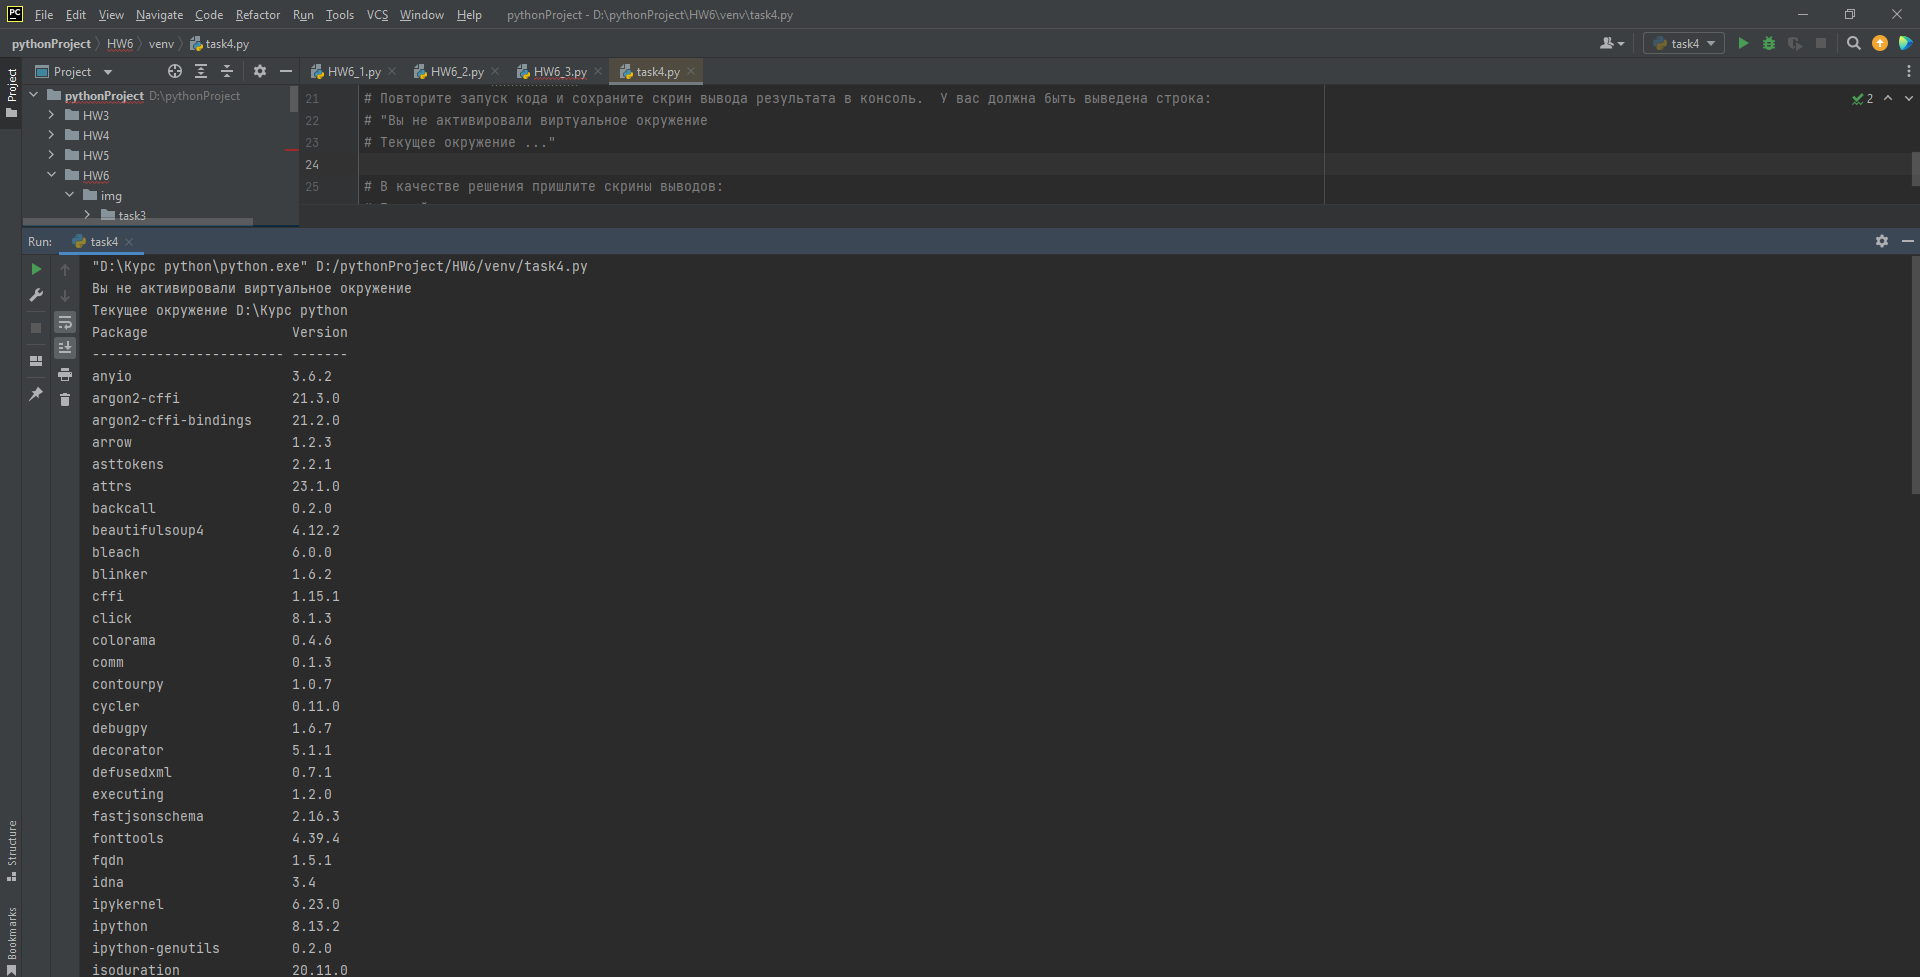 PC File Edit View Navigate Code Refactor Run Tools VCS Window Help pythonProject - D:\pythonProject\HW6\venv\task4.py
pythonProject HW6 venv task4.py task4
Project HW6_1.py HW6_2.py HW6_3.py task4.py
Project
pythonProject D:\pythonProject
HW3
HW4
HW5
HW6
img
task3
21 # Повторите запуск кода и сохраните скрин вывода результата в консоль.  У вас должна быть выведена строка:
22 # "Вы не активировали виртуальное окружение
23 # Текущее окружение ..."
24
25 # В качестве решения пришлите скрины выводов:
2
Run: task4
"D:\Курс python\python.exe" D:/pythonProject/HW6/venv/task4.py
Вы не активировали виртуальное окружение
Текущее окружение D:\Курс python
Package Version
------------------------ -------
anyio 3.6.2
argon2-cffi 21.3.0
argon2-cffi-bindings 21.2.0
arrow 1.2.3
asttokens 2.2.1
attrs 23.1.0
backcall 0.2.0
beautifulsoup4 4.12.2
bleach 6.0.0
blinker 1.6.2
cffi 1.15.1
click 8.1.3
colorama 0.4.6
comm 0.1.3
contourpy 1.0.7
cycler 0.11.0
debugpy 1.6.7
decorator 5.1.1
defusedxml 0.7.1
executing 1.2.0
fastjsonschema 2.16.3
fonttools 4.39.4
fqdn 1.5.1
idna 3.4
ipykernel 6.23.0
ipython 8.13.2
ipython-genutils 0.2.0
isoduration 20.11.0
Structure
Bookmarks